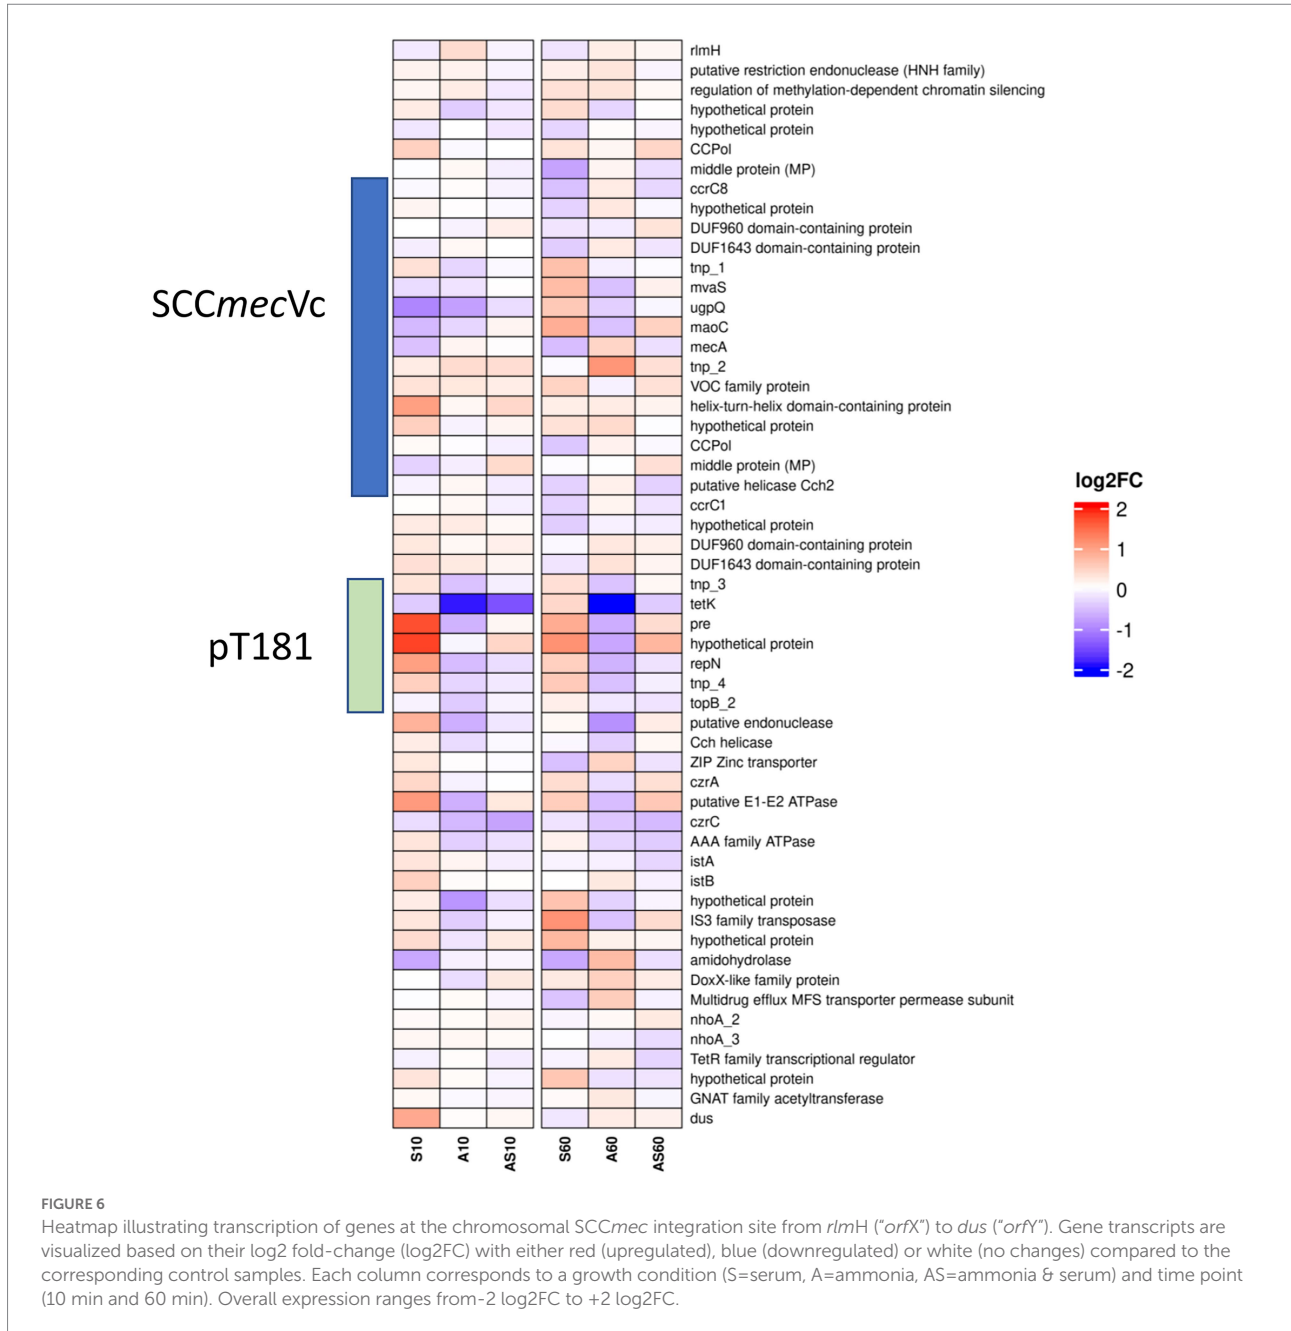 rlmH
putative restriction endonuclease (HNH family)
regulation of methylation-dependent chromatin silencing
hypothetical protein
hypothetical protein
CCPol
middle protein (MP)
ccrC8
hypothetical protein
DUF960 domain-containing protein
DUF1643 domain-containing protein
tnp_1
mvaS
ugpQ
maoC
mecA
tnp_2
VOC family protein
helix-turn-helix domain-containing protein
hypothetical protein
CCPol
middle protein (MP)
putative helicase Cch2
ccrC1
hypothetical protein
DUF960 domain-containing protein
DUF1643 domain-containing protein
tnp_3
tetK
pre
hypothetical protein
repN
tnp_4
topB_2
putative endonuclease
Cch helicase
ZIP Zinc transporter
czrA
putative E1-E2 ATPase
czrC
AAA family ATPase
istA
istB
hypothetical protein
IS3 family transposase
hypothetical protein
amidohydrolase
DoxX-like family protein
Multidrug efflux MFS transporter permease subunit
nhoA_2
nhoA_3
TetR family transcriptional regulator
hypothetical protein
GNAT family acetyltransferase
dus
SCCmecVc
pT181
log2FC
2
1
0
-1
-2
S10 A10 AS10 S60 A60 AS60
FIGURE 6
Heatmap illustrating transcription of genes at the chromosomal SCCmec integration site from rlmH (“orfX”) to dus (“orfY”). Gene transcripts are
visualized based on their log2 fold-change (log2FC) with either red (upregulated), blue (downregulated) or white (no changes) compared to the
corresponding control samples. Each column corresponds to a growth condition (S=serum, A=ammonia, AS=ammonia & serum) and time point
(10 min and 60 min). Overall expression ranges from-2 log2FC to +2 log2FC.